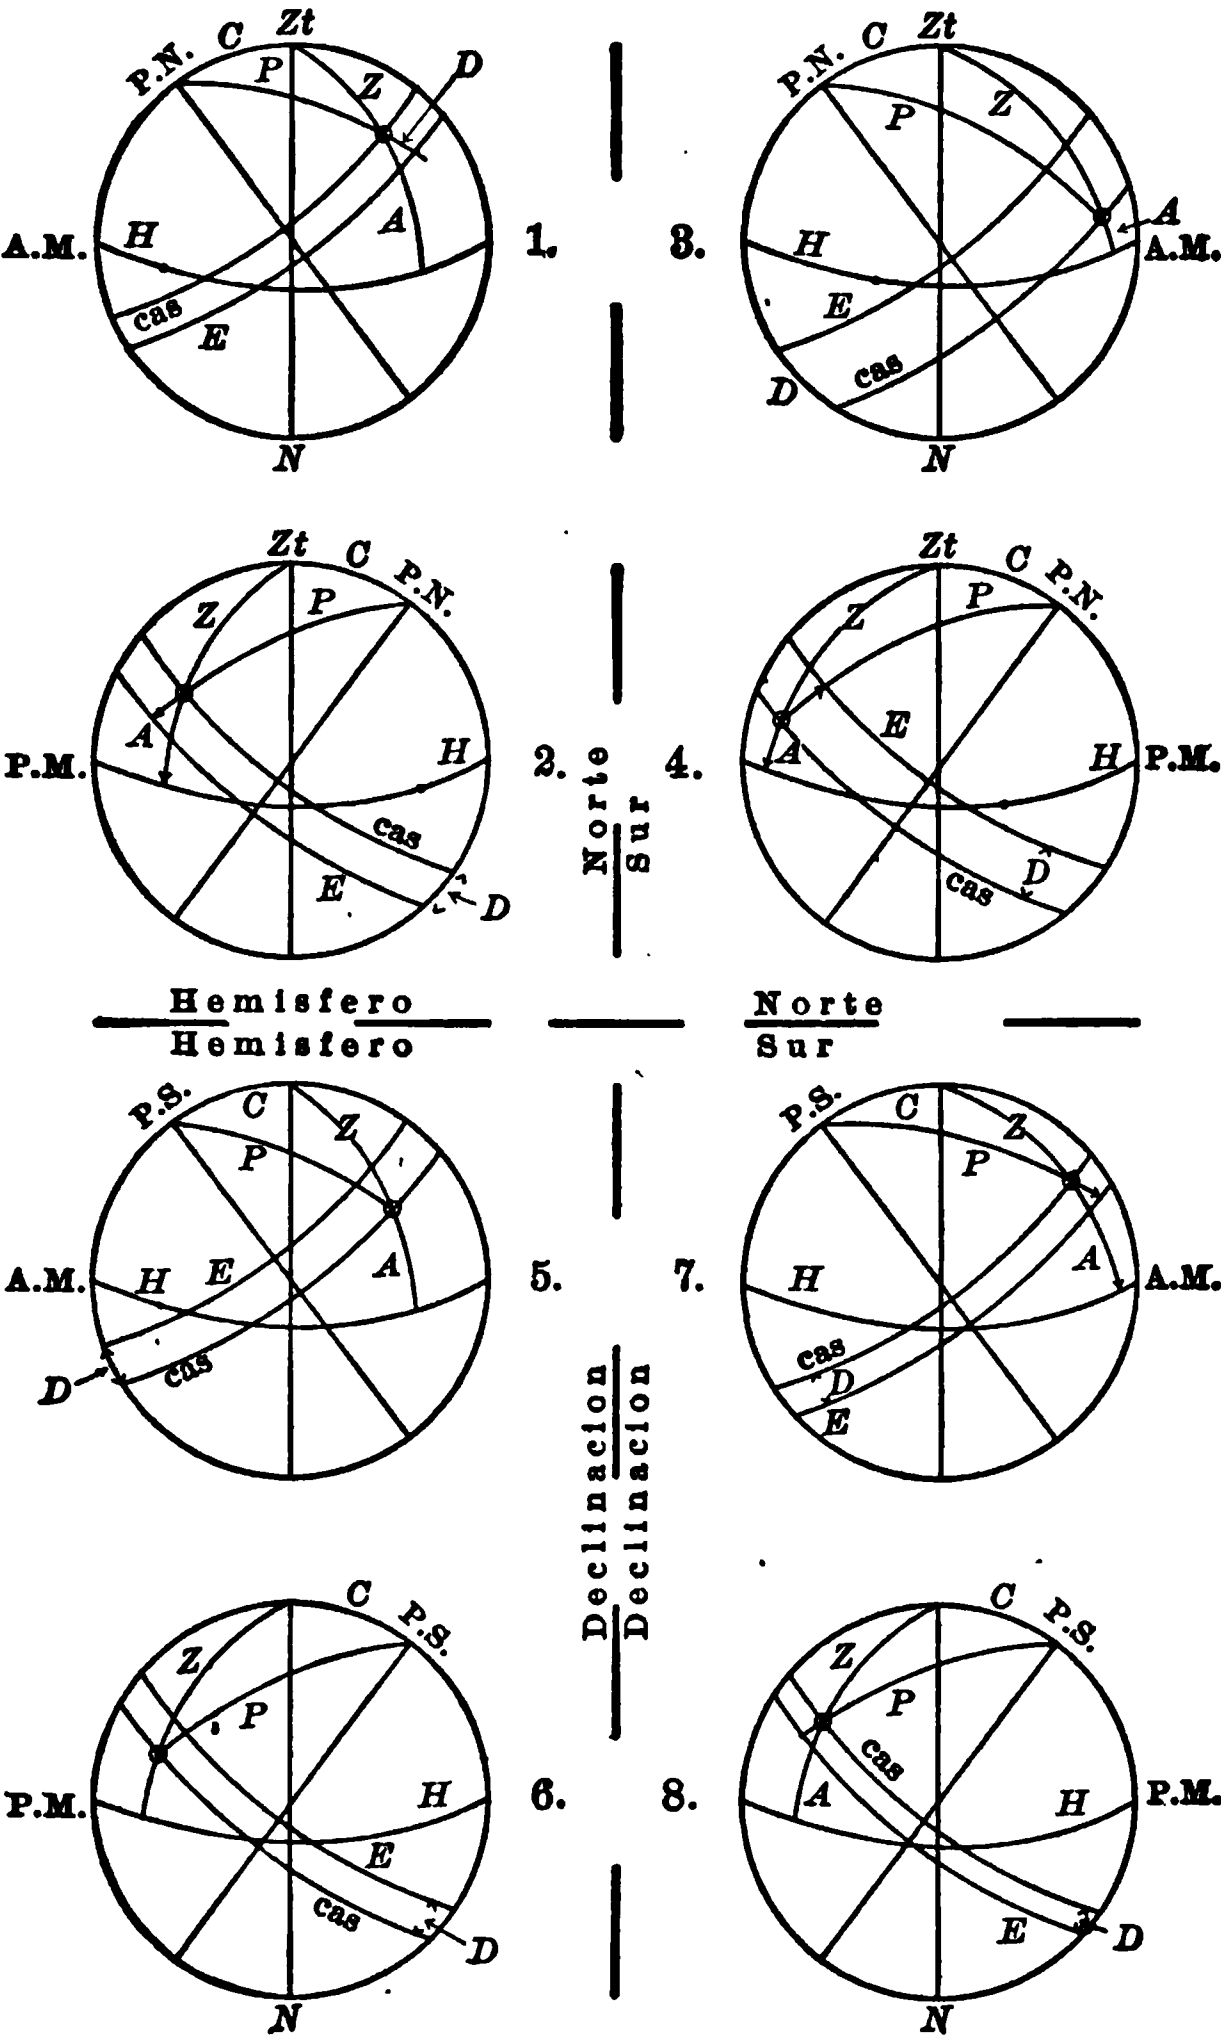 P.N. C Zt
P Z D
A
A.M. H 1.
cas E
N
P.N. C Zt
P Z
3. H A
A.M.
E
D cas
N
Zt C P.N.
Z P
A
P.M. H 2.
cas
E D
Norte
Sur
Zt C P.N.
Z P
E
4. A H P.M.
D
cas
Hemisfero Norte
Hemisfero Sur
P.S. C Z
P
A.M. H E A 5.
D cas
P.S. C Z
P
7. H A A.M.
cas
D
E
Declinacion
Declinacion
C P.S.
Z
P
P.M. H 6.
E
cas
D
N
C P.S.
Z
P
cas
8. A H P.M.
E D
N